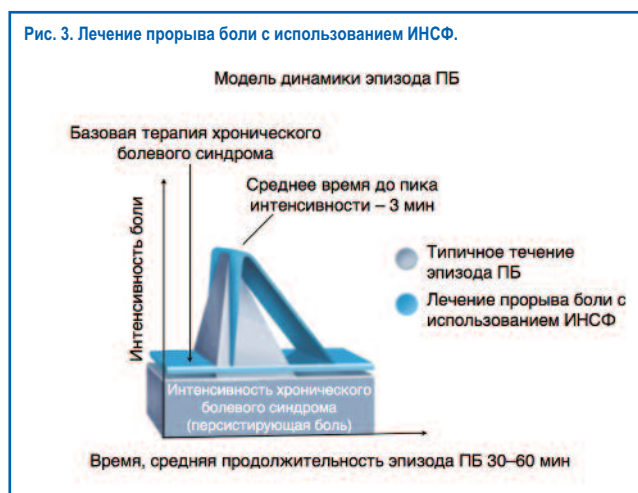 Рис. 3. Лечение прорыва боли с использованием ИНСФ.
Модель динамики эпизода ПБ
Базовая терапия хронического
болевого синдрома
Среднее время до пика
интенсивности – 3 мин
Интенсивность боли
Типичное течение
эпизода ПБ
Лечение прорыва боли с
использованием ИНСФ
Интенсивность хронического
болевого синдрома
(персистирующая боль)
Время, средняя продолжительность эпизода ПБ 30–60 мин